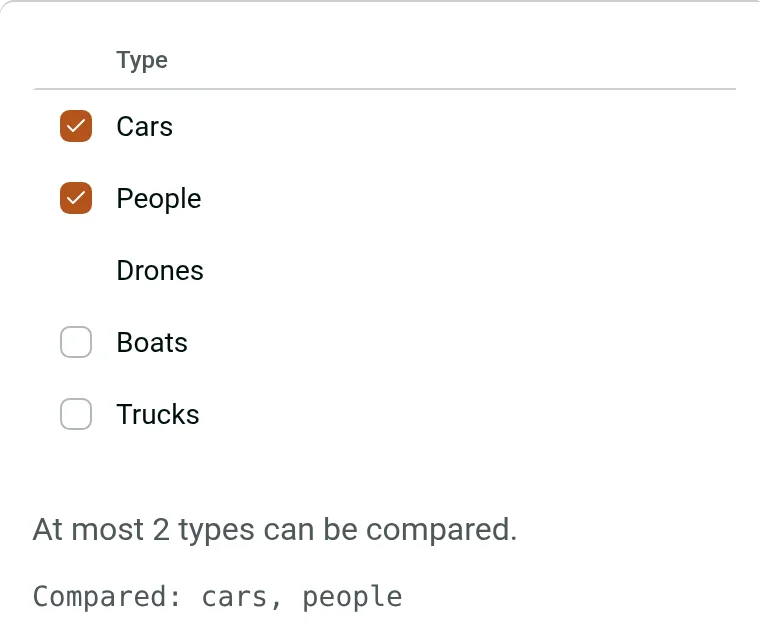 Type
Cars
People
Drones
Boats
Trucks
At most 2 types can be compared.
Compared: cars, people